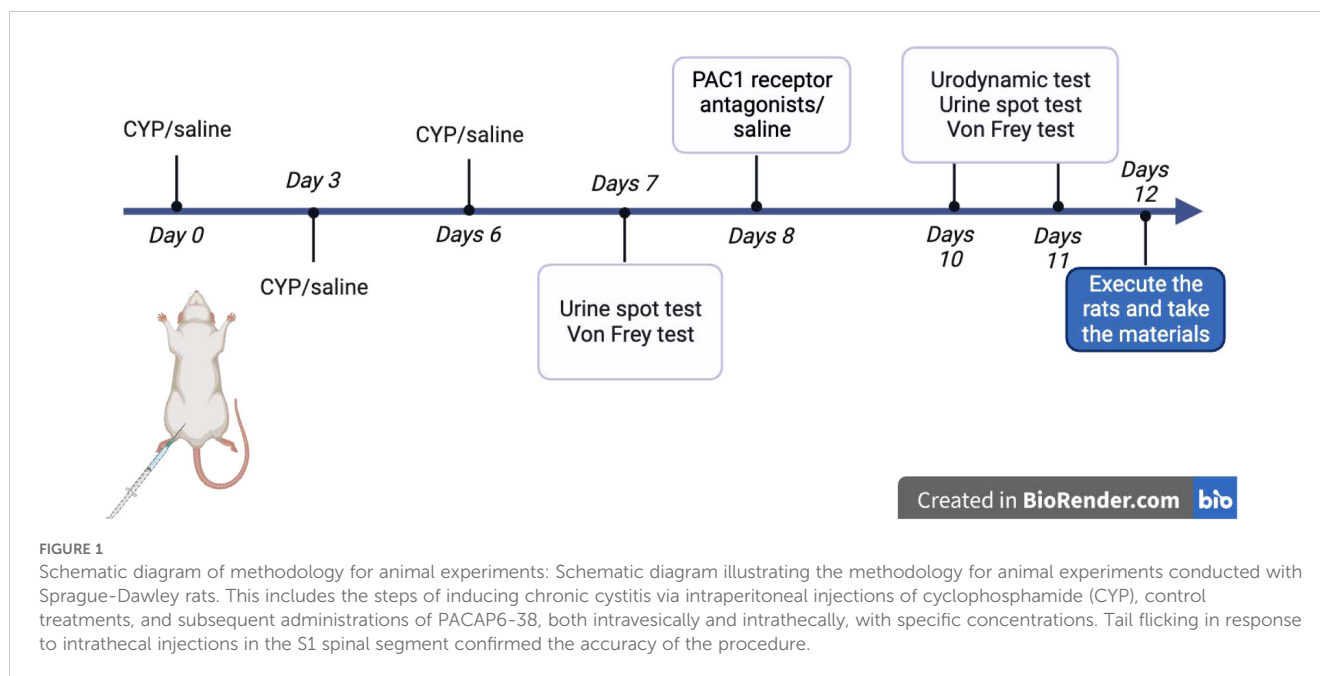 CYP/saline
Day 0
Day 3
CYP/saline
CYP/saline
Days 6
Days 7
Urine spot test
Von Frey test
PAC1 receptor
antagonists/
saline
Days 8
Urodynamic test
Urine spot test
Von Frey test
Days
10
Days
11
Days
12
Execute the
rats and take
the materials
Created in BioRender.com bio
FIGURE 1
Schematic diagram of methodology for animal experiments: Schematic diagram illustrating the methodology for animal experiments conducted with
Sprague-Dawley rats. This includes the steps of inducing chronic cystitis via intraperitoneal injections of cyclophosphamide (CYP), control
treatments, and subsequent administrations of PACAP6-38, both intravesically and intrathecally, with specific concentrations. Tail flicking in response
to intrathecal injections in the S1 spinal segment confirmed the accuracy of the procedure.